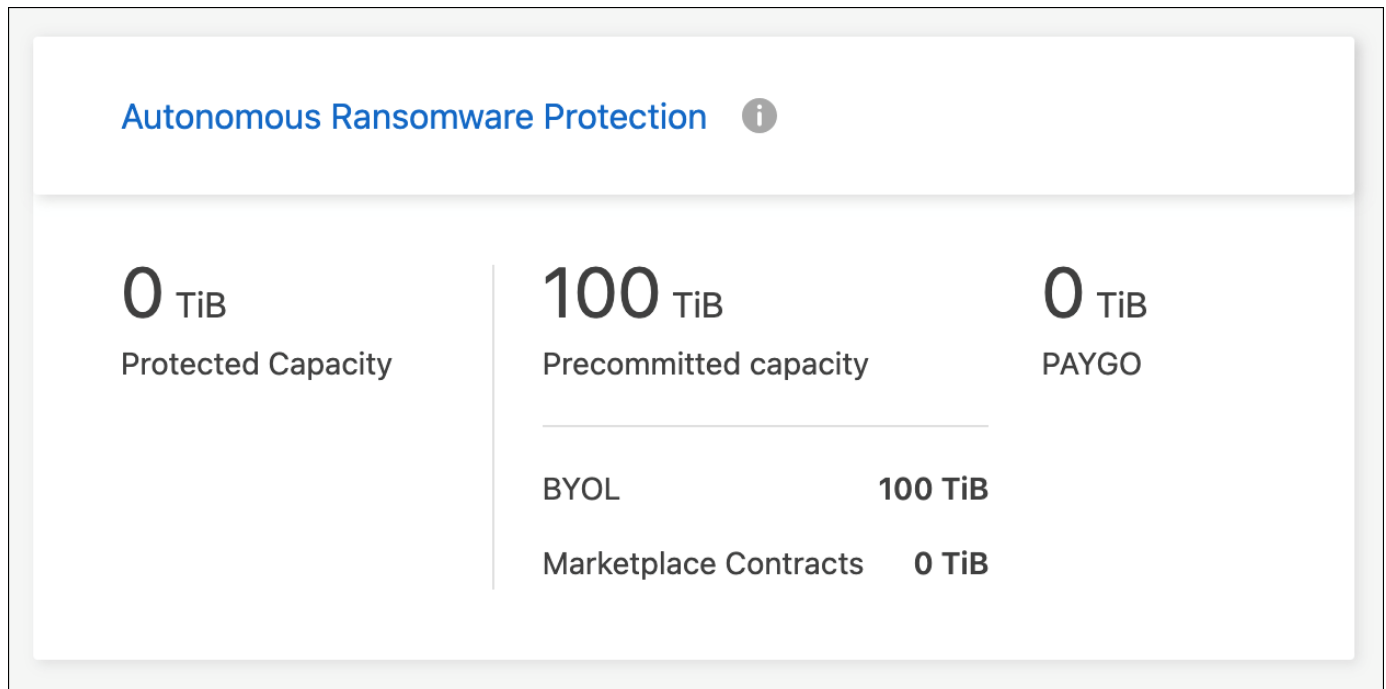 Autonomous Ransomware Protection
0 TiB
Protected Capacity
100 TiB
Precommitted capacity
BYOL 100 TiB
Marketplace Contracts 0 TiB
0 TiB
PAYGO